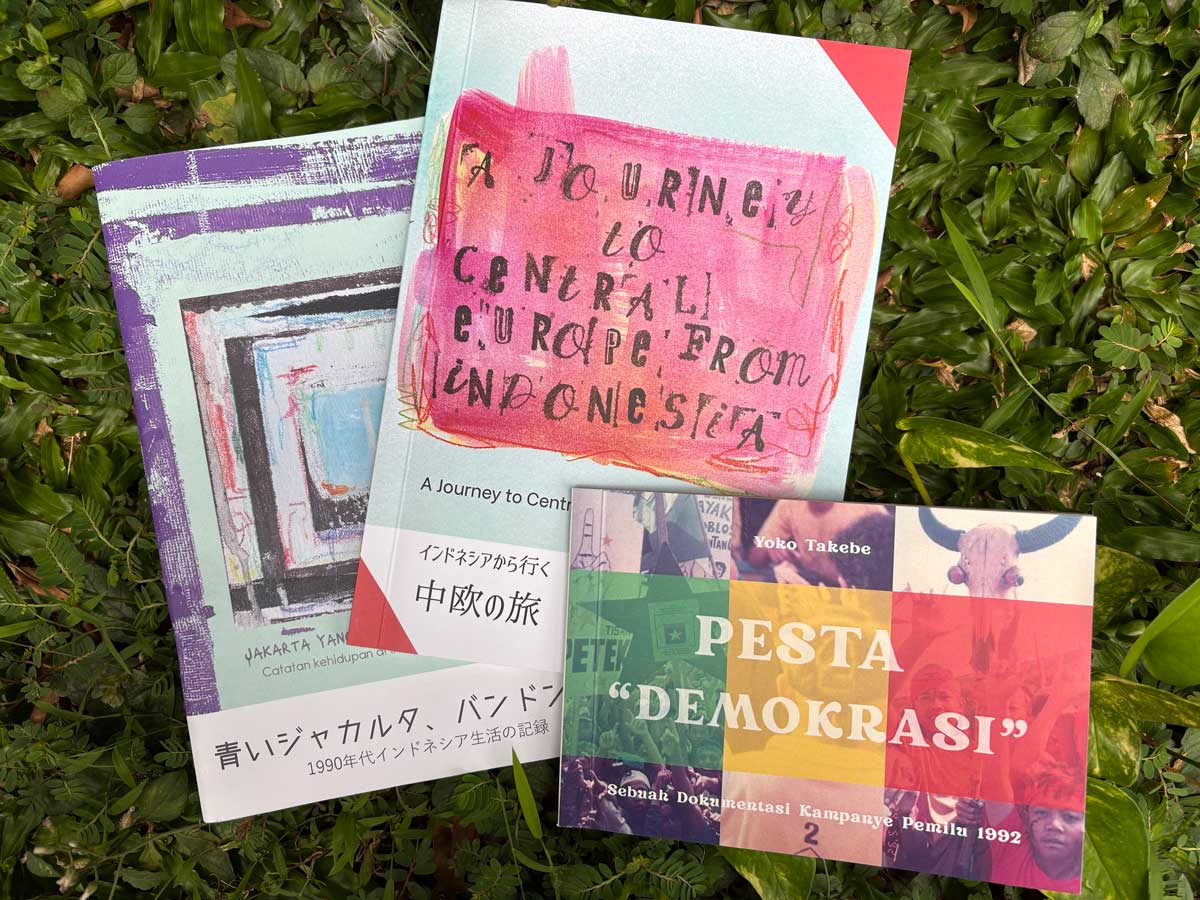 A JOURNEY
to
CENTRAL
EUROPE FROM
INDONESIA
A Journey to Centr
インドネシアから行く
中欧の旅
JAKARTA YANG
Catatan kehidupan di
青いジャカルタ、バンドン
1990年代インドネシア生活の記録
Yoko Takebe
PESTA
“DEMOKRASI”
Sebuah Dokumentasi Kampanye Pemilu 1992
2
PETEK